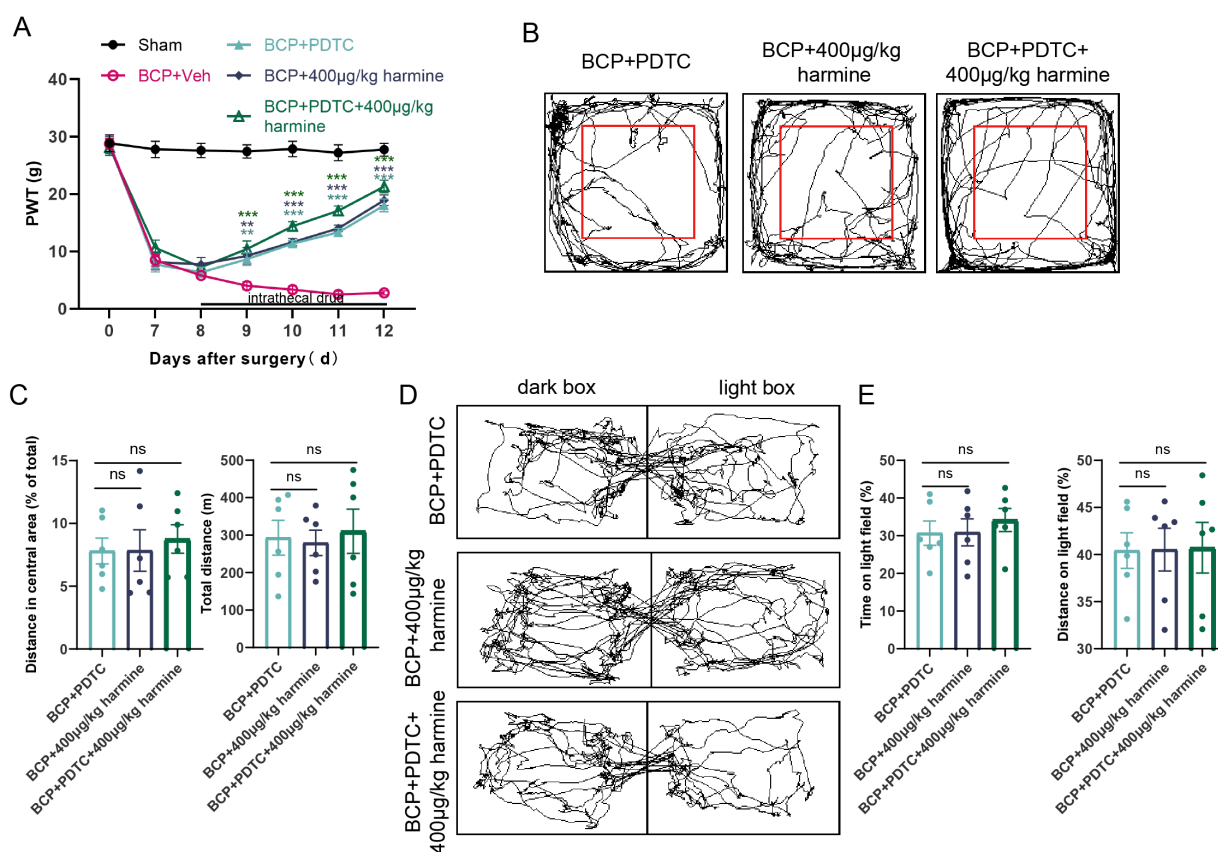 A
Sham
BCP+Veh
BCP+PDTC
BCP+400μg/kg harmine
BCP+PDTC+400μg/kg
harmine
PWT (g)
40
30
20
10
0
***
***
***
***
***
***
***
***
***
***
**
**
intrathecal drug
0 7 8 9 10 11 12
Days after surgery( d)
B
BCP+PDTC
BCP+400μg/kg
harmine
BCP+PDTC+
400μg/kg harmine
C
Distance in central area (% of total)
15
10
5
0
ns
ns
BCP+PDTC
BCP+400μg/kg harmine
BCP+PDTC+400μg/kg harmine
Total distance (m)
500
400
300
200
100
0
ns
ns
BCP+PDTC
BCP+400μg/kg harmine
BCP+PDTC+400μg/kg harmine
D
dark box
light box
BCP+PDTC
BCP+400μg/kg
harmine
BCP+PDTC+
400μg/kg harmine
E
Time on light field (%)
50
40
30
20
10
0
ns
ns
BCP+PDTC
BCP+400μg/kg harmine
BCP+PDTC+400μg/kg harmine
Distance on light field (%)
50
45
40
35
30
ns
ns
BCP+PDTC
BCP+400μg/kg harmine
BCP+PDTC+400μg/kg harmine